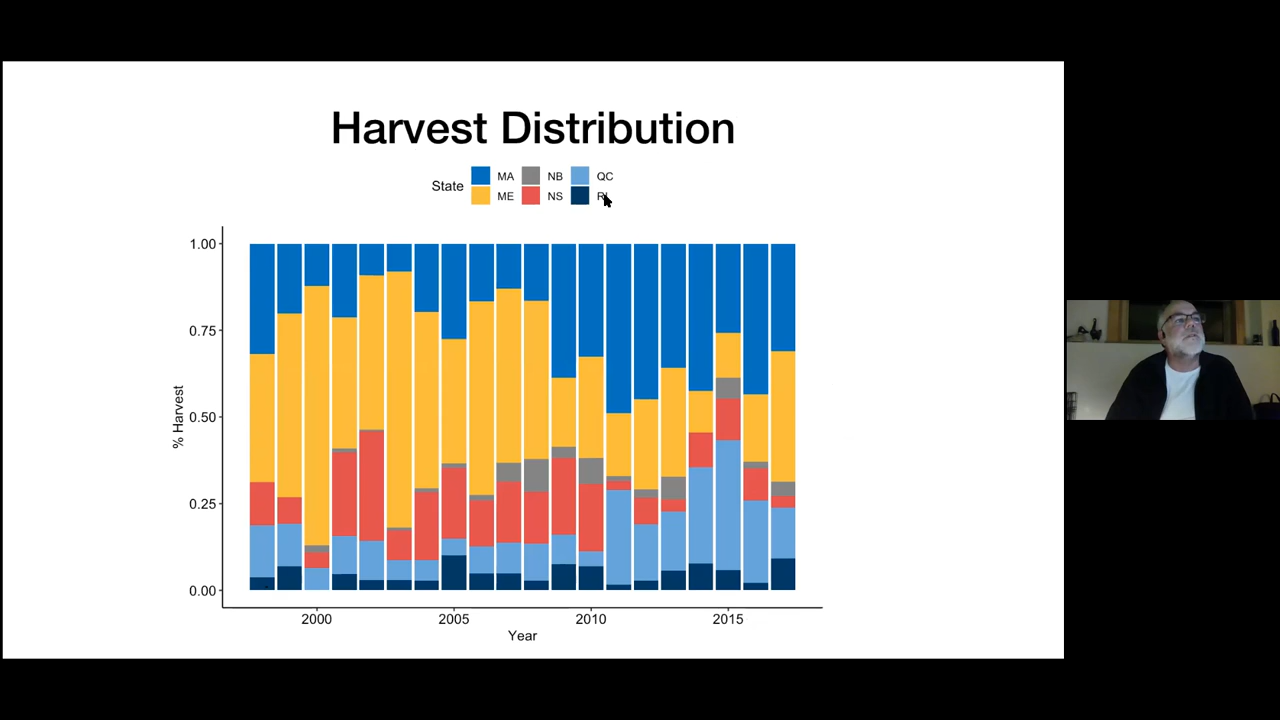 Harvest Distribution
State MA NB QC
ME NS
1.00
0.75
0.50
0.25
0.00
% Harvest
2000 2005 2010 2015
Year